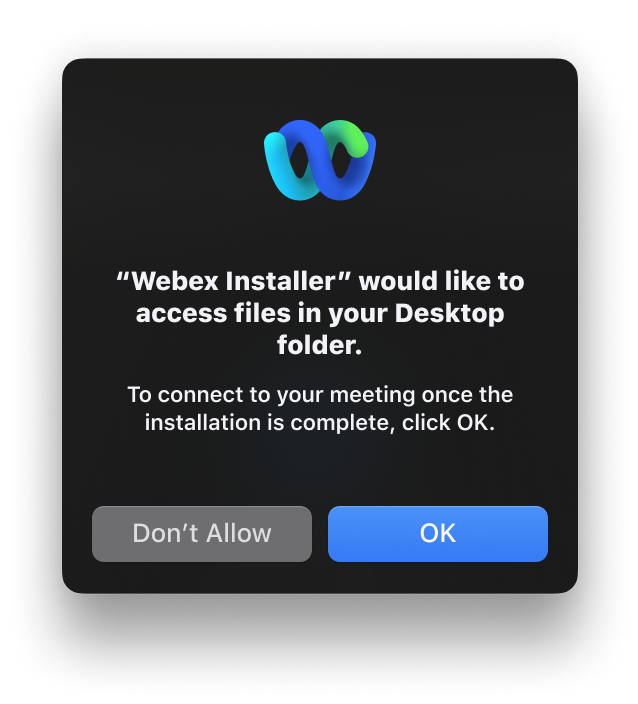 “Webex Installer” would like to
access files in your Desktop
folder.
To connect to your meeting once the
installation is complete, click OK.
Don’t Allow
OK